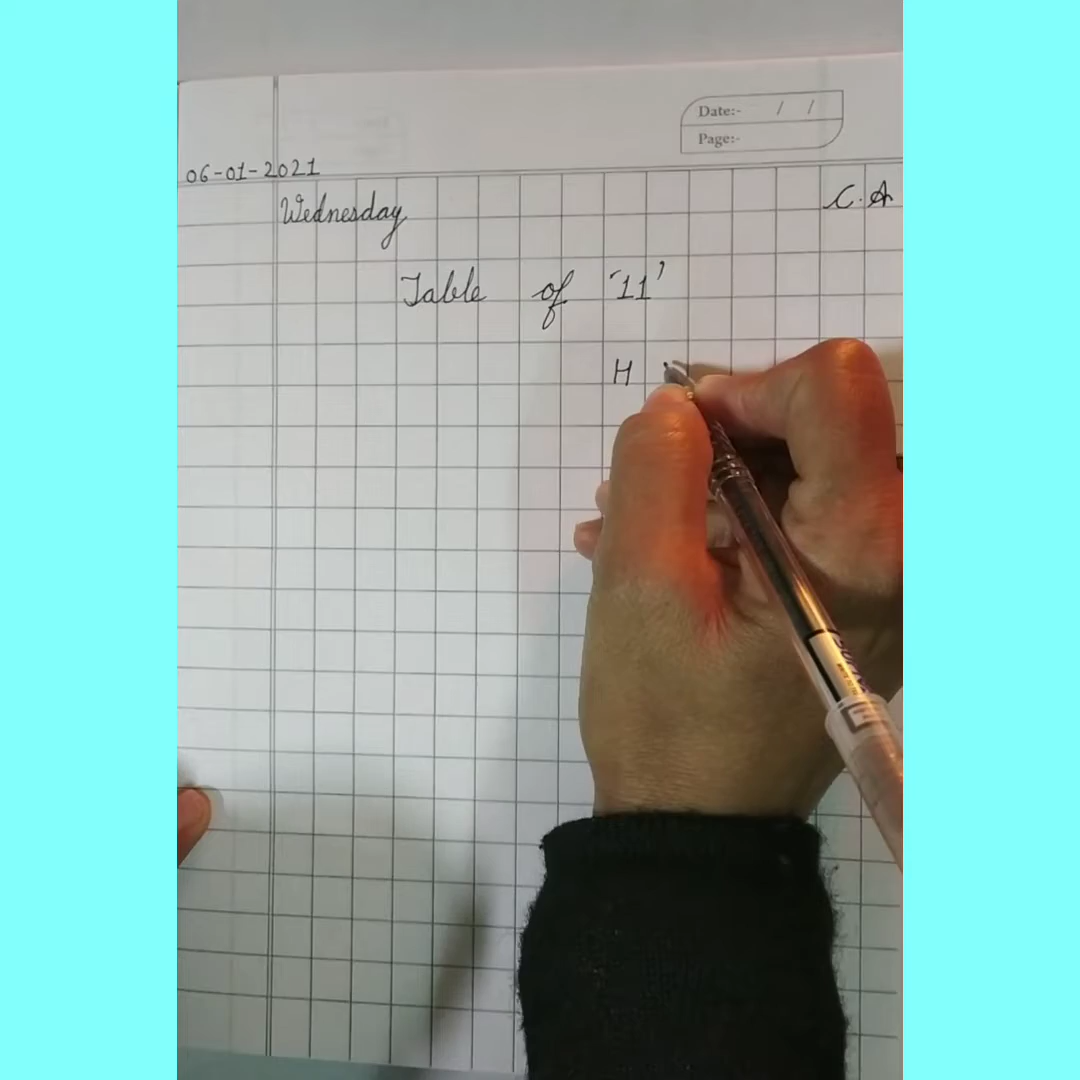 Date:- / /
Page:-
06-01-2021
Wednesday C.A
Table of '11'
H